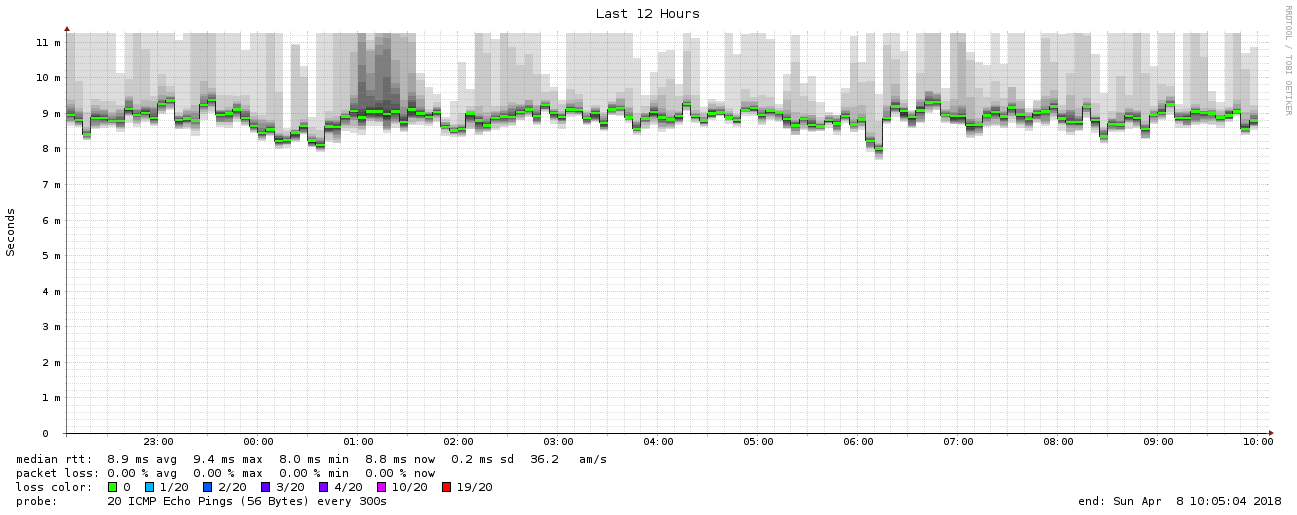 Last 12 Hours
RRDTOOL / TOBI OETIKER
Seconds
11 m
10 m
9 m
8 m
7 m
6 m
5 m
4 m
3 m
2 m
1 m
0
23:00 00:00 01:00 02:00 03:00 04:00 05:00 06:00 07:00 08:00 09:00 10:00
median rtt: 8.9 ms avg 9.4 ms max 8.0 ms min 8.8 ms now 0.2 ms sd 36.2 am/s
packet loss: 0.00 % avg 0.00 % max 0.00 % min 0.00 % now
loss color: 0 1/20 2/20 3/20 4/20 10/20 19/20
probe: 20 ICMP Echo Pings (56 Bytes) every 300s end: Sun Apr 8 10:05:04 2018